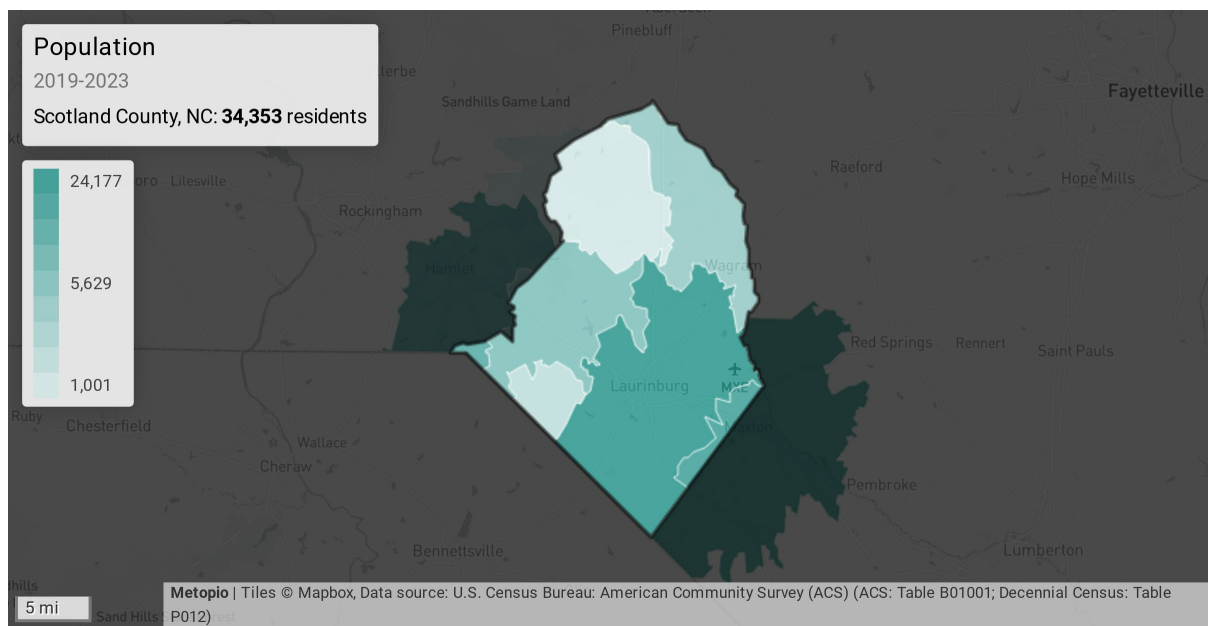 Population
2019-2023
Scotland County, NC: 34,353 residents
24,177
5,629
1,001
Pinebluff
Sandhills Game Land
Fayetteville
Raeford
Hope Mills
Lilesville
Rockingham
Hamlet
Wagram
Red Springs
Rennert
Saint Pauls
Laurinburg
MXE
Maxton
Ruby
Chesterfield
Wallace
Cheraw
Pembroke
Bennettsville
Lumberton
5 mi
Metopio | Tiles © Mapbox, Data source: U.S. Census Bureau: American Community Survey (ACS) (ACS: Table B01001; Decennial Census: Table
P012)
Sand Hills